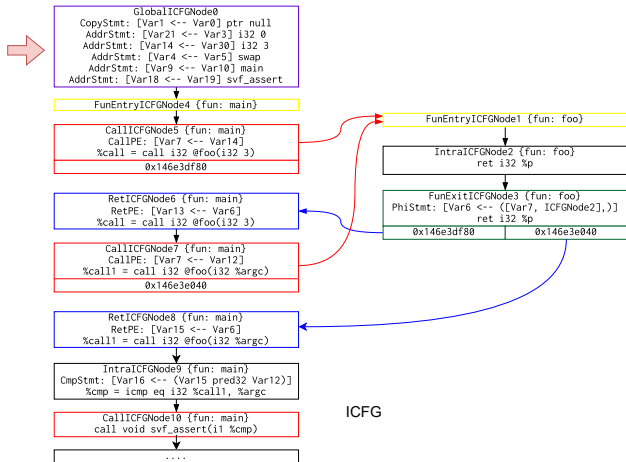 GlobalICFGNode0
CopyStmt: [Var1 <-- Var0] ptr null
AddrStmt: [Var21 <-- Var3] i32 0
AddrStmt: [Var14 <-- Var30] i32 3
AddrStmt: [Var4 <-- Var5] swap
AddrStmt: [Var9 <-- Var10] main
AddrStmt: [Var18 <-- Var19] svf_assert
FunEntryICFGNode4 {fun: main}
CallICFGNode5 {fun: main}
CallPE: [Var7 <-- Var14]
%call = call i32 @foo(i32 3)
0x146e3df80
RetICFGNode6 {fun: main}
RetPE: [Var13 <-- Var6]
%call = call i32 @foo(i32 3)
CallICFGNode7 {fun: main}
CallPE: [Var7 <-- Var12]
%call1 = call i32 @foo(i32 %argc)
0x146e3e040
RetICFGNode8 {fun: main}
RetPE: [Var15 <-- Var6]
%call1 = call i32 @foo(i32 %argc)
IntraICFGNode9 {fun: main}
CmpStmt: [Var16 <-- (Var15 pred32 Var12)]
%cmp = icmp eq i32 %call1, %argc
CallICFGNode10 {fun: main}
call void svf_assert(i1 %cmp)
....
FunEntryICFGNode1 {fun: foo}
IntraICFGNode2 {fun: foo}
ret i32 %p
FunExitICFGNode3 {fun: foo}
PhiStmt: [Var6 <-- ([Var7, ICFGNode2],)]
ret i32 %p
0x146e3df80 0x146e3e040
ICFG